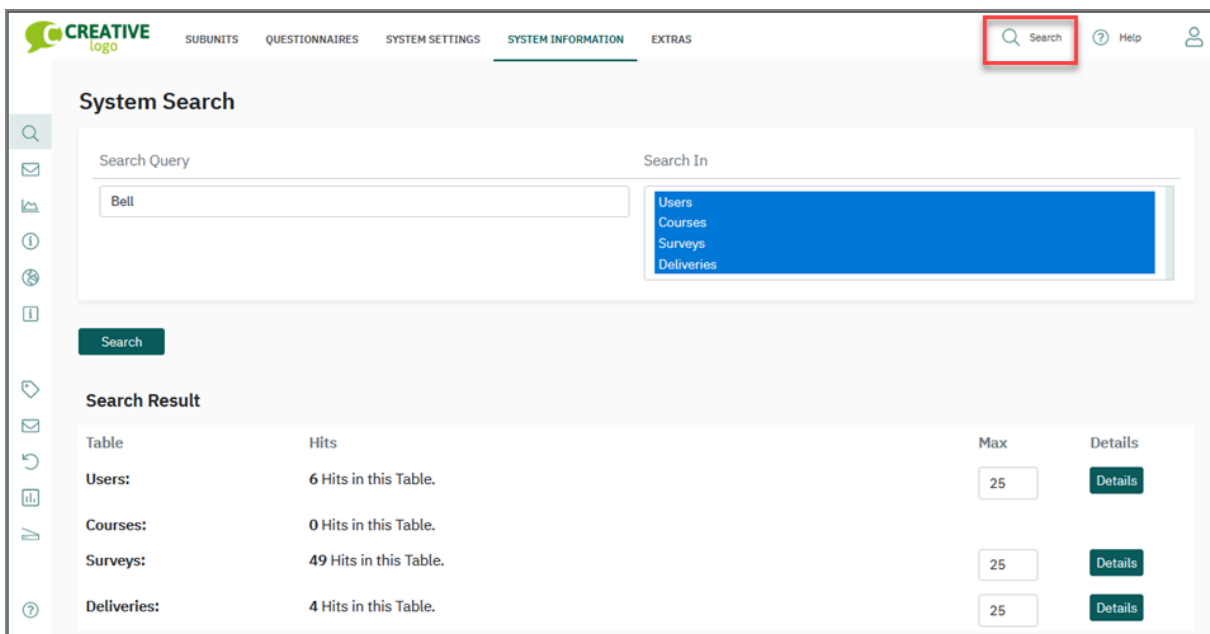 CREATIVE
logo
SUBUNITS QUESTIONNAIRES SYSTEM SETTINGS SYSTEM INFORMATION EXTRAS Search Help
System Search
Search Query Search In
Bell
Users
Courses
Surveys
Deliveries
Search
Search Result
Table Hits Max Details
Users: 6 Hits in this Table. 25 Details
Courses: 0 Hits in this Table.
Surveys: 49 Hits in this Table. 25 Details
Deliveries: 4 Hits in this Table. 25 Details